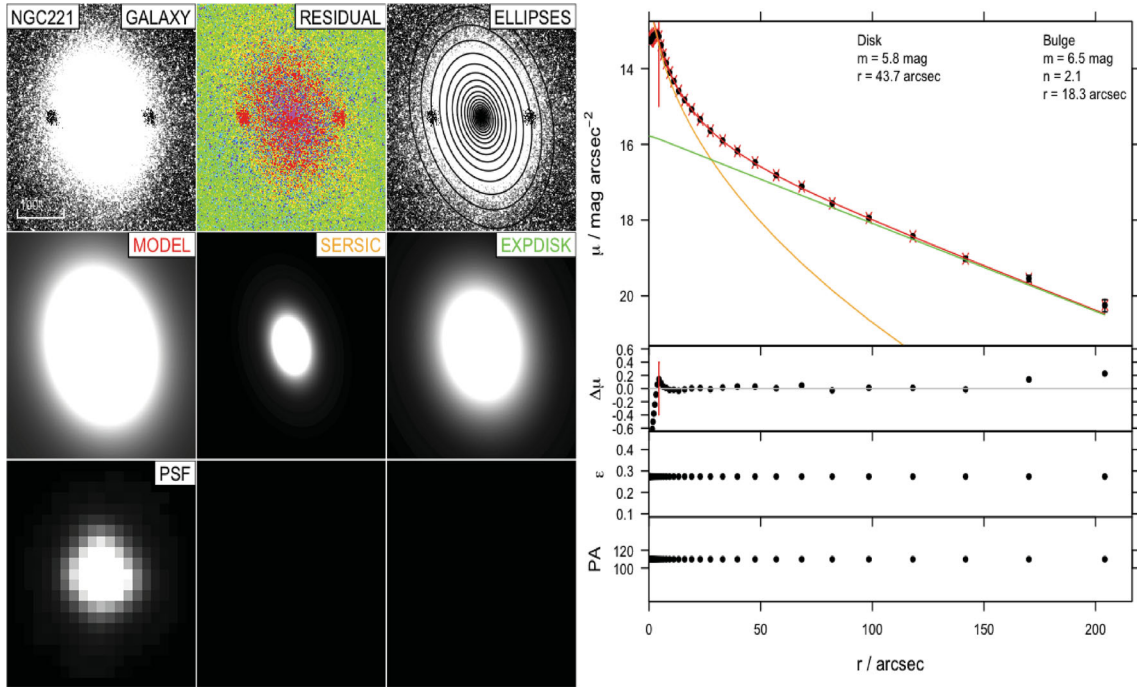 NGC221
GALAXY
RESIDUAL
ELLIPSES
MODEL
SERSIC
EXPDISK
PSF
Disk
m = 5.8 mag
r = 43.7 arcsec
Bulge
m = 6.5 mag
n = 2.1
r = 18.3 arcsec
μ / mag arcsec⁻²
14
16
18
20
Δμ
0.6
0.4
0.2
0.0
-0.2
-0.4
-0.6
ε
0.4
0.3
0.2
0.1
PA
120
100
0
50
100
150
200
r / arcsec